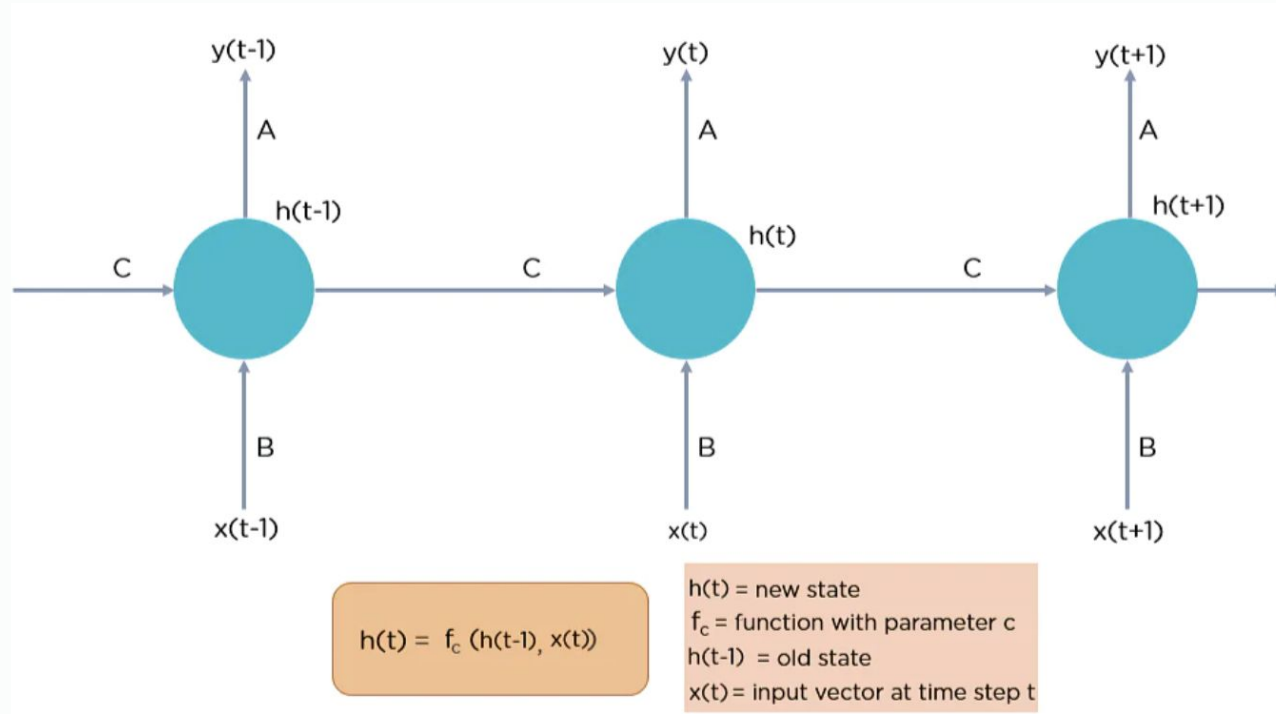 y(t-1)
y(t)
y(t+1)
A
A
A
h(t-1)
h(t)
h(t+1)
C
C
C
B
B
B
x(t-1)
x(t)
x(t+1)
h(t) = fc (h(t-1), x(t))
h(t) = new state
fc = function with parameter c
h(t-1) = old state
x(t) = input vector at time step t